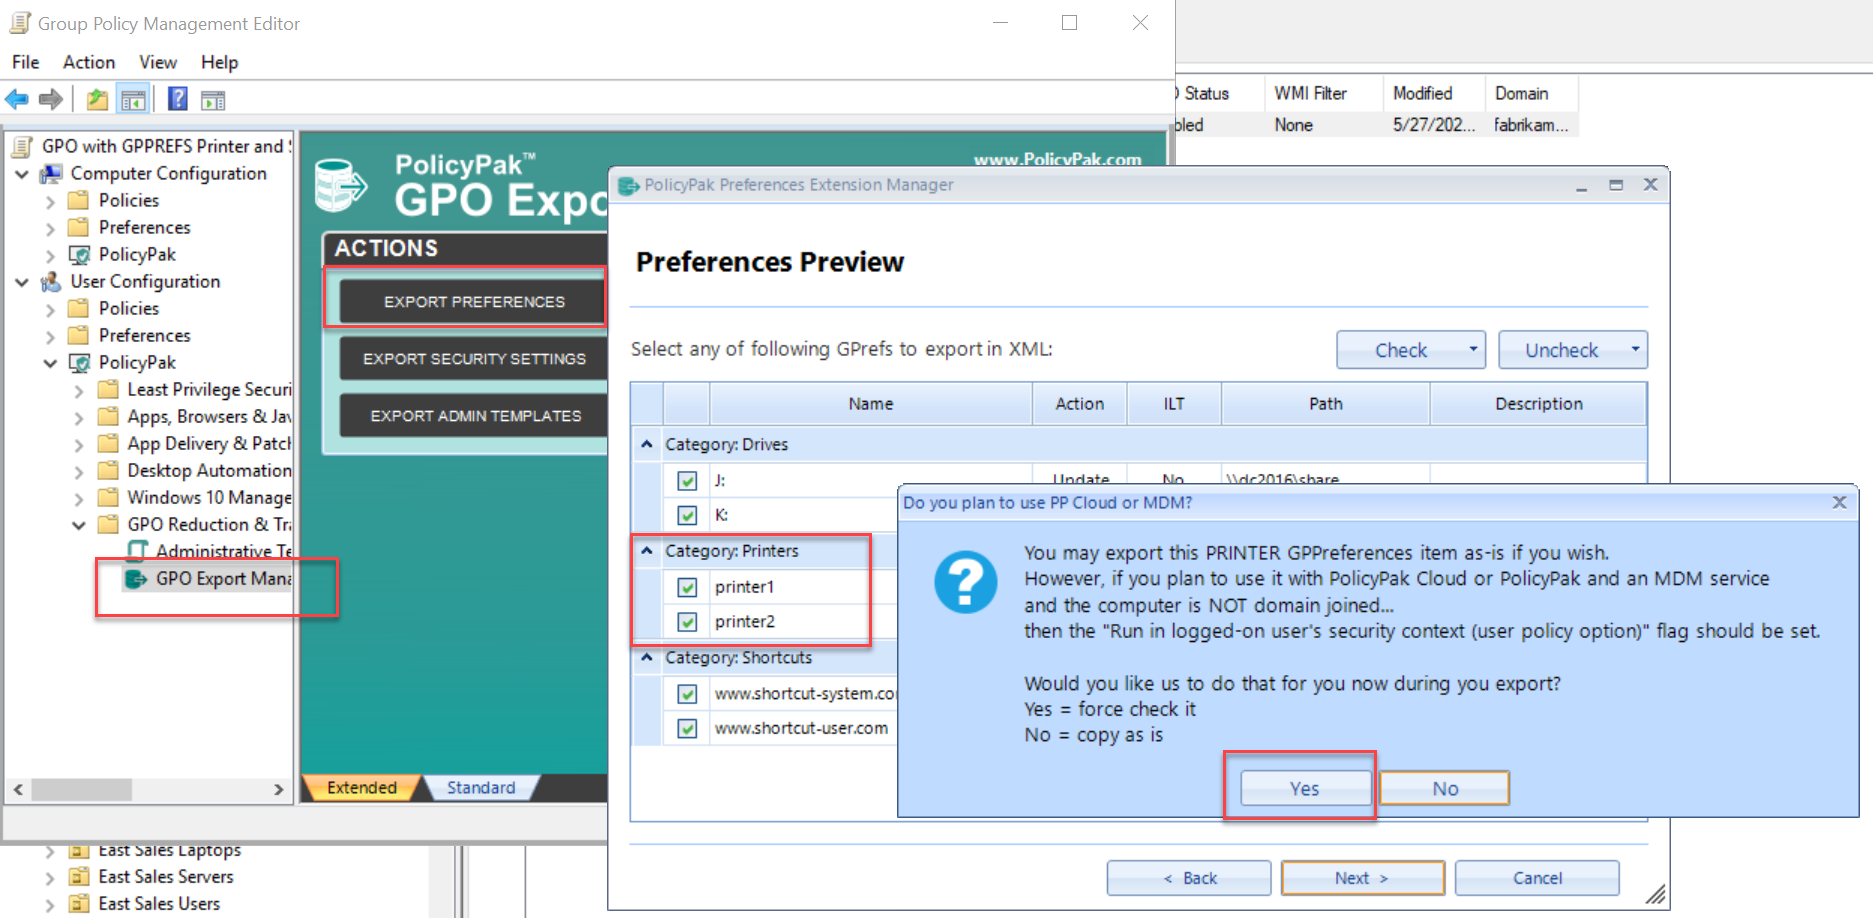 Group Policy Management Editor
File Action View Help
GPO with GPPREFS Printer and
Computer Configuration
Policies
Preferences
PolicyPak
User Configuration
Policies
Preferences
PolicyPak
Least Privilege Securi
Apps, Browsers & Jav
App Delivery & Patch
Desktop Automation
Windows 10 Manage
GPO Reduction & Tra
Administrative Te
GPO Export Mana
East Sales Laptops
East Sales Servers
East Sales Users
PolicyPak™
GPO Expo
www.PolicyPak.com
ACTIONS
EXPORT PREFERENCES
EXPORT SECURITY SETTINGS
EXPORT ADMIN TEMPLATES
Extended Standard
Status WMI Filter Modified Domain
bled None 5/27/202... fabrikam...
PolicyPak Preferences Extension Manager
Preferences Preview
Select any of following GPrefs to export in XML:
Check Uncheck
Name Action ILT Path Description
Category: Drives
J: Update No \\dc2016\share
K:
Category: Printers
printer1
printer2
Category: Shortcuts
www.shortcut-system.co
www.shortcut-user.com
< Back Next > Cancel
Do you plan to use PP Cloud or MDM?
You may export this PRINTER GPPreferences item as-is if you wish.
However, if you plan to use it with PolicyPak Cloud or PolicyPak and an MDM service
and the computer is NOT domain joined...
then the "Run in logged-on user's security context (user policy option)" flag should be set.
Would you like us to do that for you now during you export?
Yes = force check it
No = copy as is
Yes No